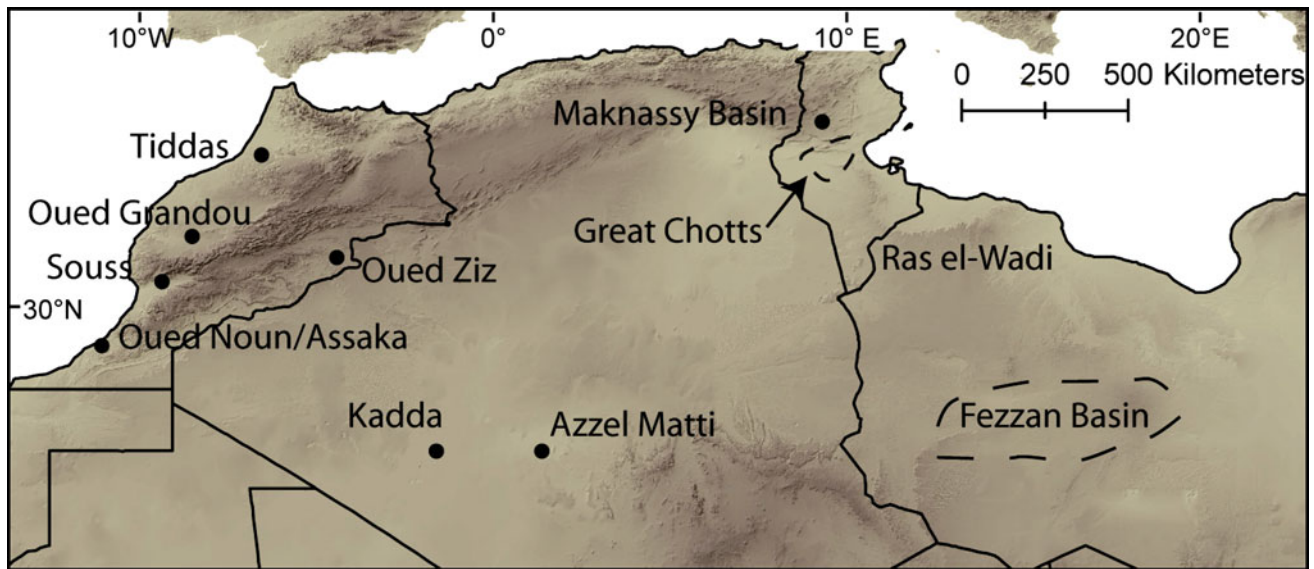 10°W 0° 10°E 20°E
0 250 500 Kilometers
Maknassy Basin
Tiddas
Oued Grandou
Great Chotts
Souss
Oued Ziz
Ras el-Wadi
30°N
Oued Noun/Assaka
Kadda
Azzel Matti
Fezzan Basin